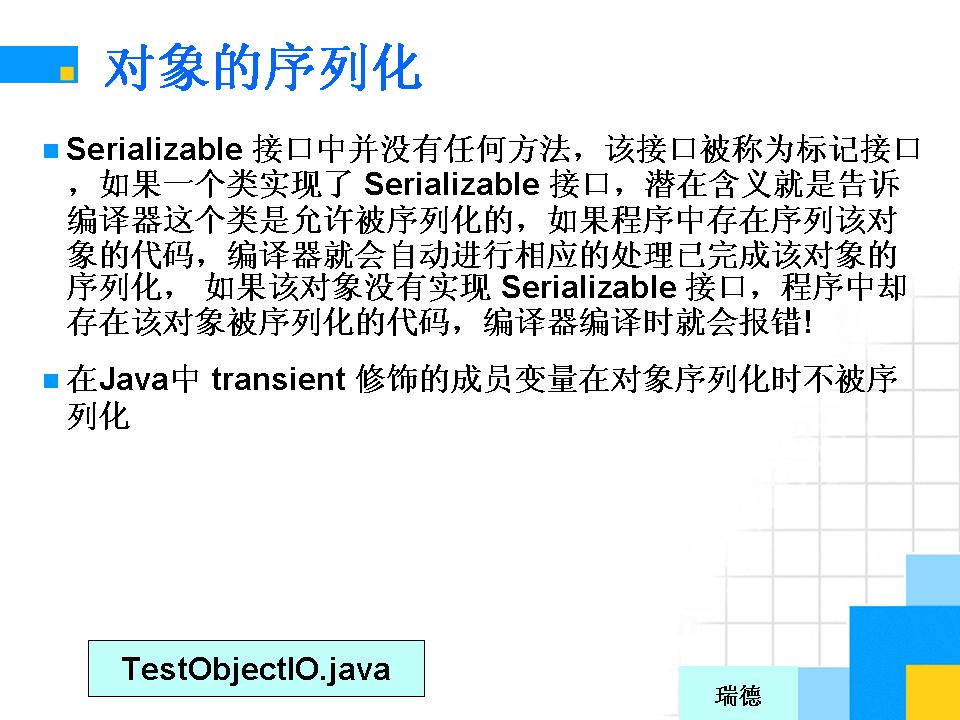 对象的序列化
Serializable 接口中并没有任何方法，该接口被称为标记接口
，如果一个类实现了 Serializable 接口，潜在含义就是告诉
编译器这个类是允许被序列化的，如果程序中存在序列该对
象的代码，编译器就会自动进行相应的处理已完成该对象的
序列化， 如果该对象没有实现 Serializable 接口，程序中却
存在该对象被序列化的代码，编译器编译时就会报错!
在Java中 transient 修饰的成员变量在对象序列化时不被序
列化
TestObjectIO.java
瑞德